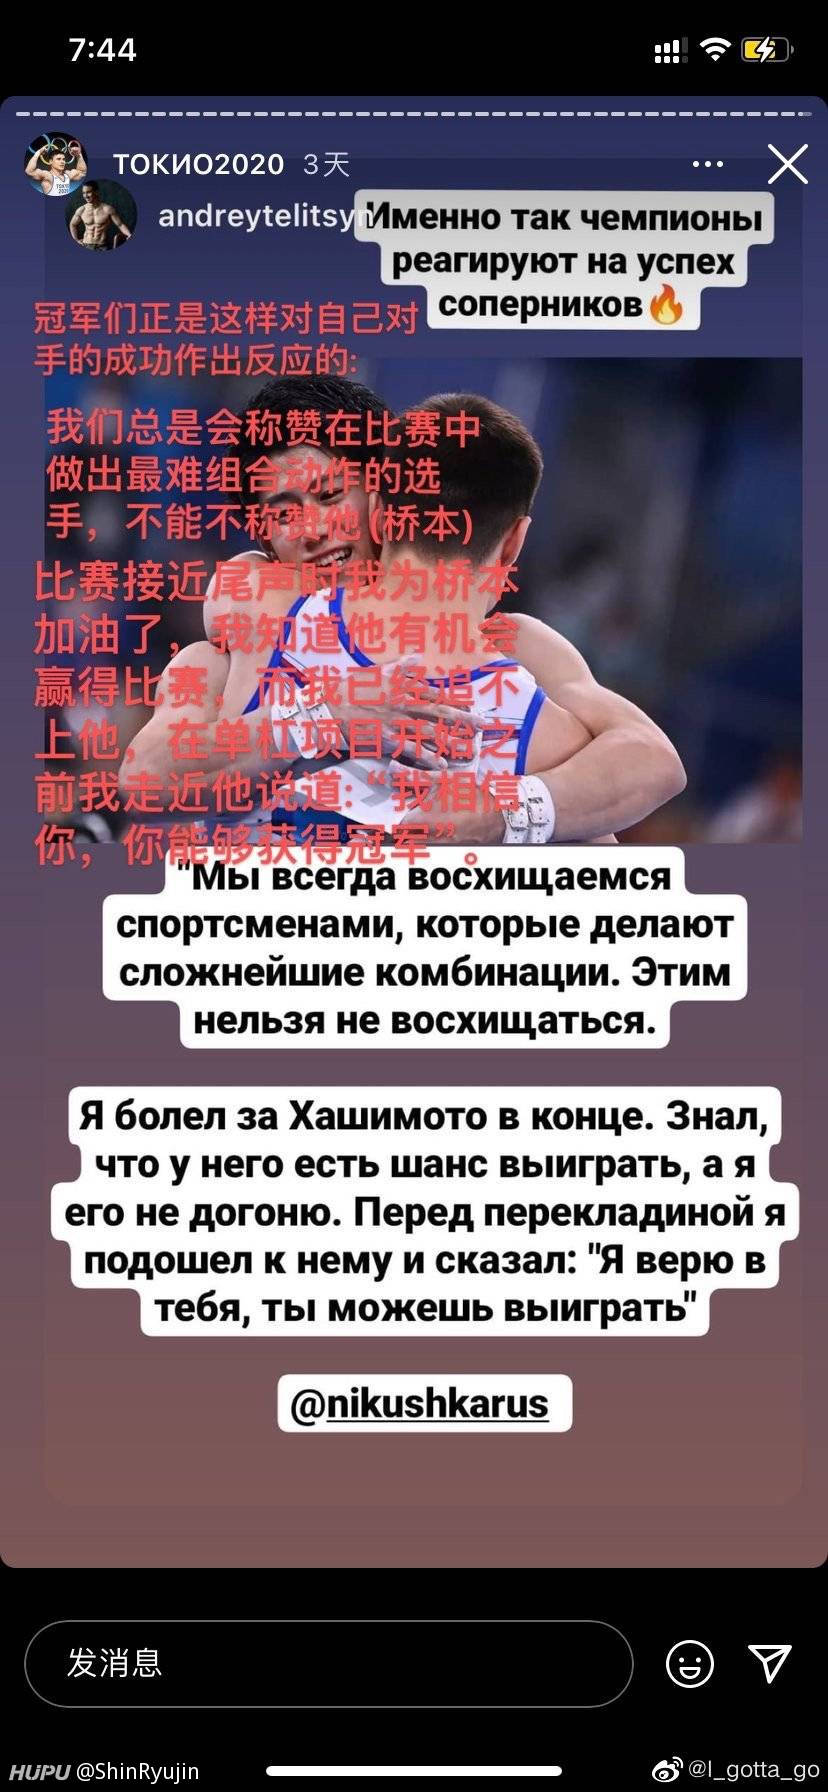 7:44
ТОКИО2020 3天
andreytelitsyn
Именно так чемпионы
реагируют на успех
соперников🔥
冠军们正是这样对自己对
手的成功作出反应的:
我们总是会称赞在比赛中
做出最难组合动作的选
手，不能不称赞他(桥本)
比赛接近尾声时我为桥本
加油了，我知道他有机会
赢得比赛，而我已经追不
上他，在单杠项目开始之
前我走近他说道:“我相信
你，你能够获得冠军”。
"Мы всегда восхищаемся
спортсменами, которые делают
сложнейшие комбинации. Этим
нельзя не восхищаться.
Я болел за Хашимото в конце. Знал,
что у него есть шанс выиграть, а я
его не догоню. Перед перекладиной я
подошел к нему и сказал: "Я верю в
тебя, ты можешь выиграть"
@nikushkarus
发消息
HUPU @ShinRyujin
@I_gotta_go